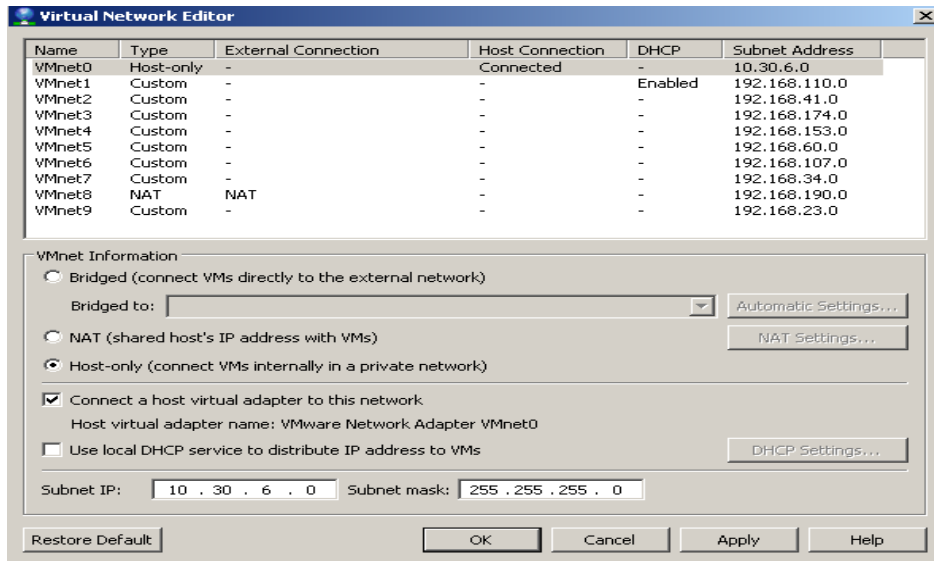 Virtual Network Editor
Name Type External Connection Host Connection DHCP Subnet Address
VMnet0 Host-only - Connected - 10.30.6.0
VMnet1 Custom - - Enabled 192.168.110.0
VMnet2 Custom - - - 192.168.41.0
VMnet3 Custom - - - 192.168.174.0
VMnet4 Custom - - - 192.168.153.0
VMnet5 Custom - - - 192.168.60.0
VMnet6 Custom - - - 192.168.107.0
VMnet7 Custom - - - 192.168.34.0
VMnet8 NAT NAT - - 192.168.190.0
VMnet9 Custom - - - 192.168.23.0
VMnet Information
Bridged (connect VMs directly to the external network)
Bridged to: Automatic Settings...
NAT (shared host's IP address with VMs) NAT Settings...
Host-only (connect VMs internally in a private network)
Connect a host virtual adapter to this network
Host virtual adapter name: VMware Network Adapter VMnet0
Use local DHCP service to distribute IP address to VMs DHCP Settings...
Subnet IP: 10 . 30 . 6 . 0 Subnet mask: 255 . 255 . 255 . 0
Restore Default OK Cancel Apply Help